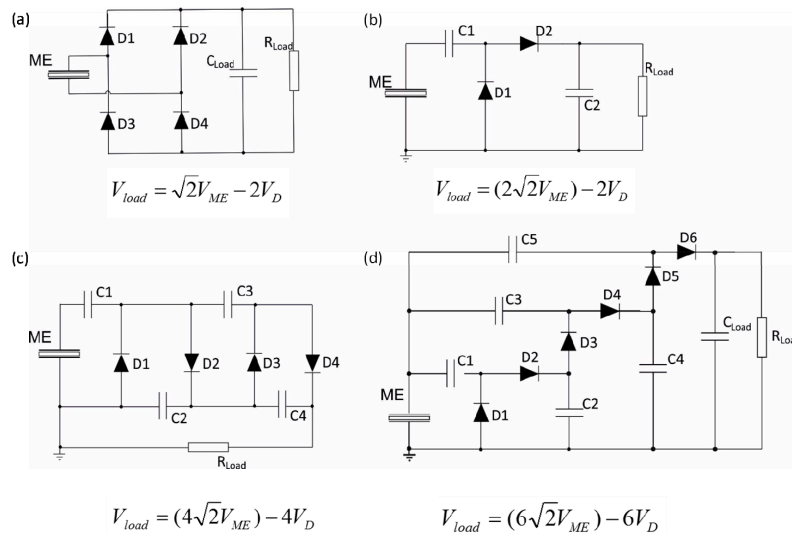 (a)
D1
D2
ME
C_Load
R_Load
D3
D4
V_load = √2V_ME − 2V_D
(b)
C1
D2
ME
D1
C2
R_Load
V_load = (2√2V_ME) − 2V_D
(c)
C1
C3
ME
D1
D2
D3
D4
C2
C4
R_Load
V_load = (4√2V_ME) − 4V_D
(d)
C5
D6
D5
C3
D4
D3
C_Load
R_Loa
C1
D2
C4
ME
D1
C2
V_load = (6√2V_ME) − 6V_D